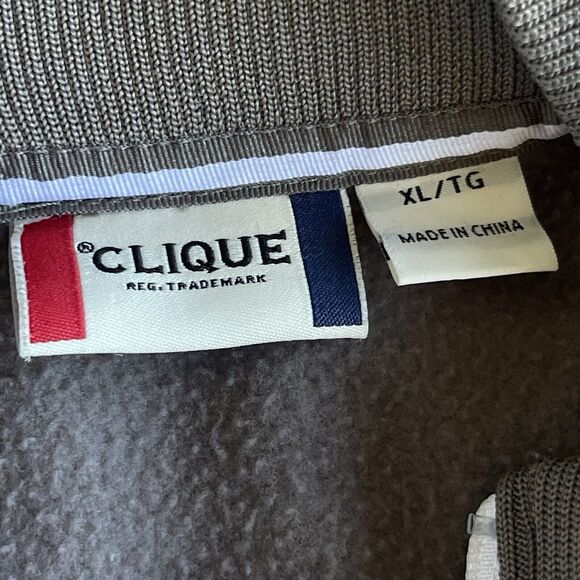 ®CLIQUE
REG. TRADEMARK
XL/TG
MADE IN CHINA